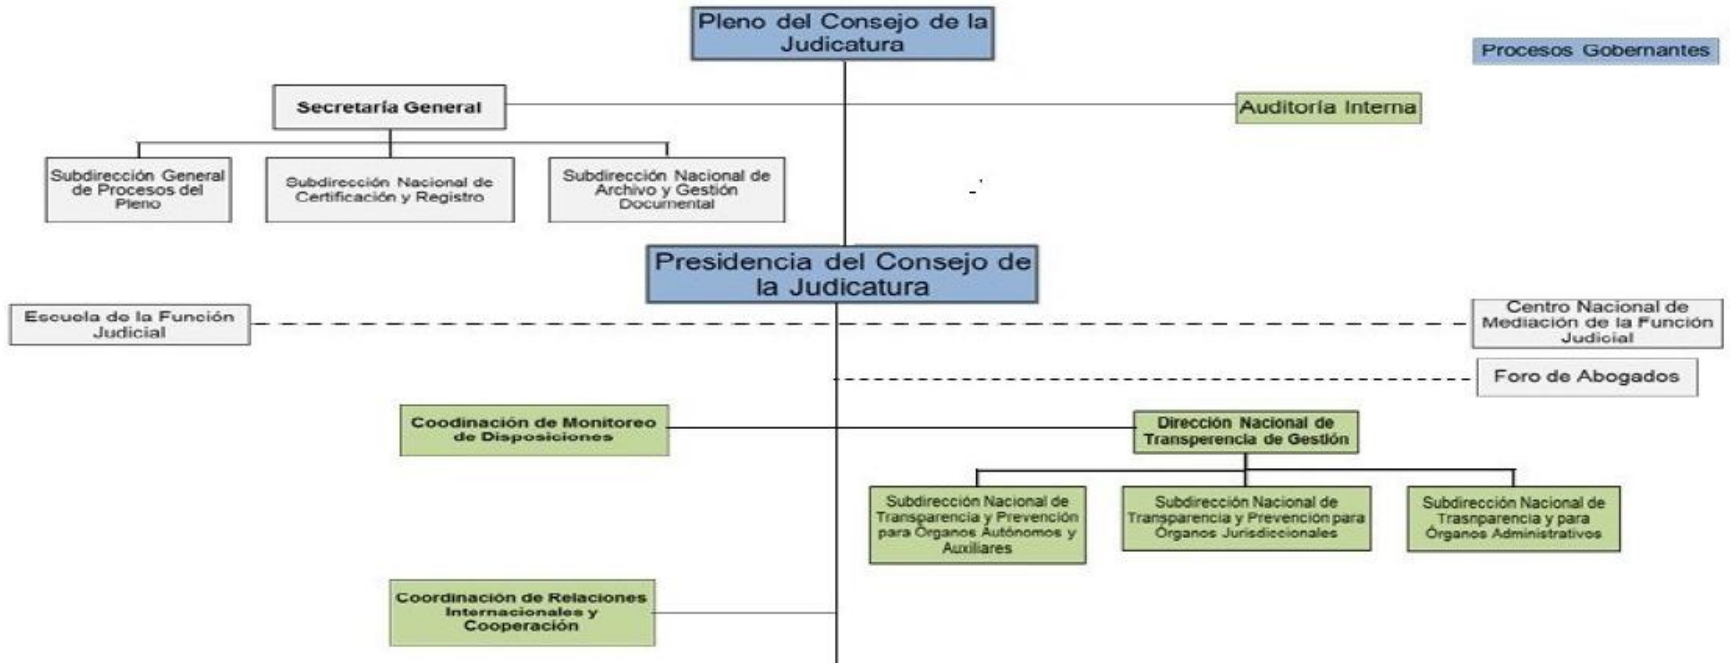 Pleno del Consejo de la
Judicatura
Procesos Gobernantes
Secretaría General
Auditoría Interna
Subdirección General
de Procesos del
Pleno
Subdirección Nacional de
Certificación y Registro
Subdirección Nacional de
Archivo y Gestión
Documental
Presidencia del Consejo de
la Judicatura
Escuela de la Función
Judicial
Centro Nacional de
Mediación de la Función
Judicial
Foro de Abogados
Coodinación de Monitoreo
de Disposiciones
Dirección Nacional de
Transperencia de Gestión
Subdirección Nacional de
Transparencia y Prevención
para Órganos Autónomos y
Auxiliares
Subdirección Nacional de
Transparencia y Prevención para
Órganos Jurisdiccionales
Subdirección Nacional de
Trasnparencia y para
Órganos Administrativos
Coordinación de Relaciones
Internacionales y
Cooperación